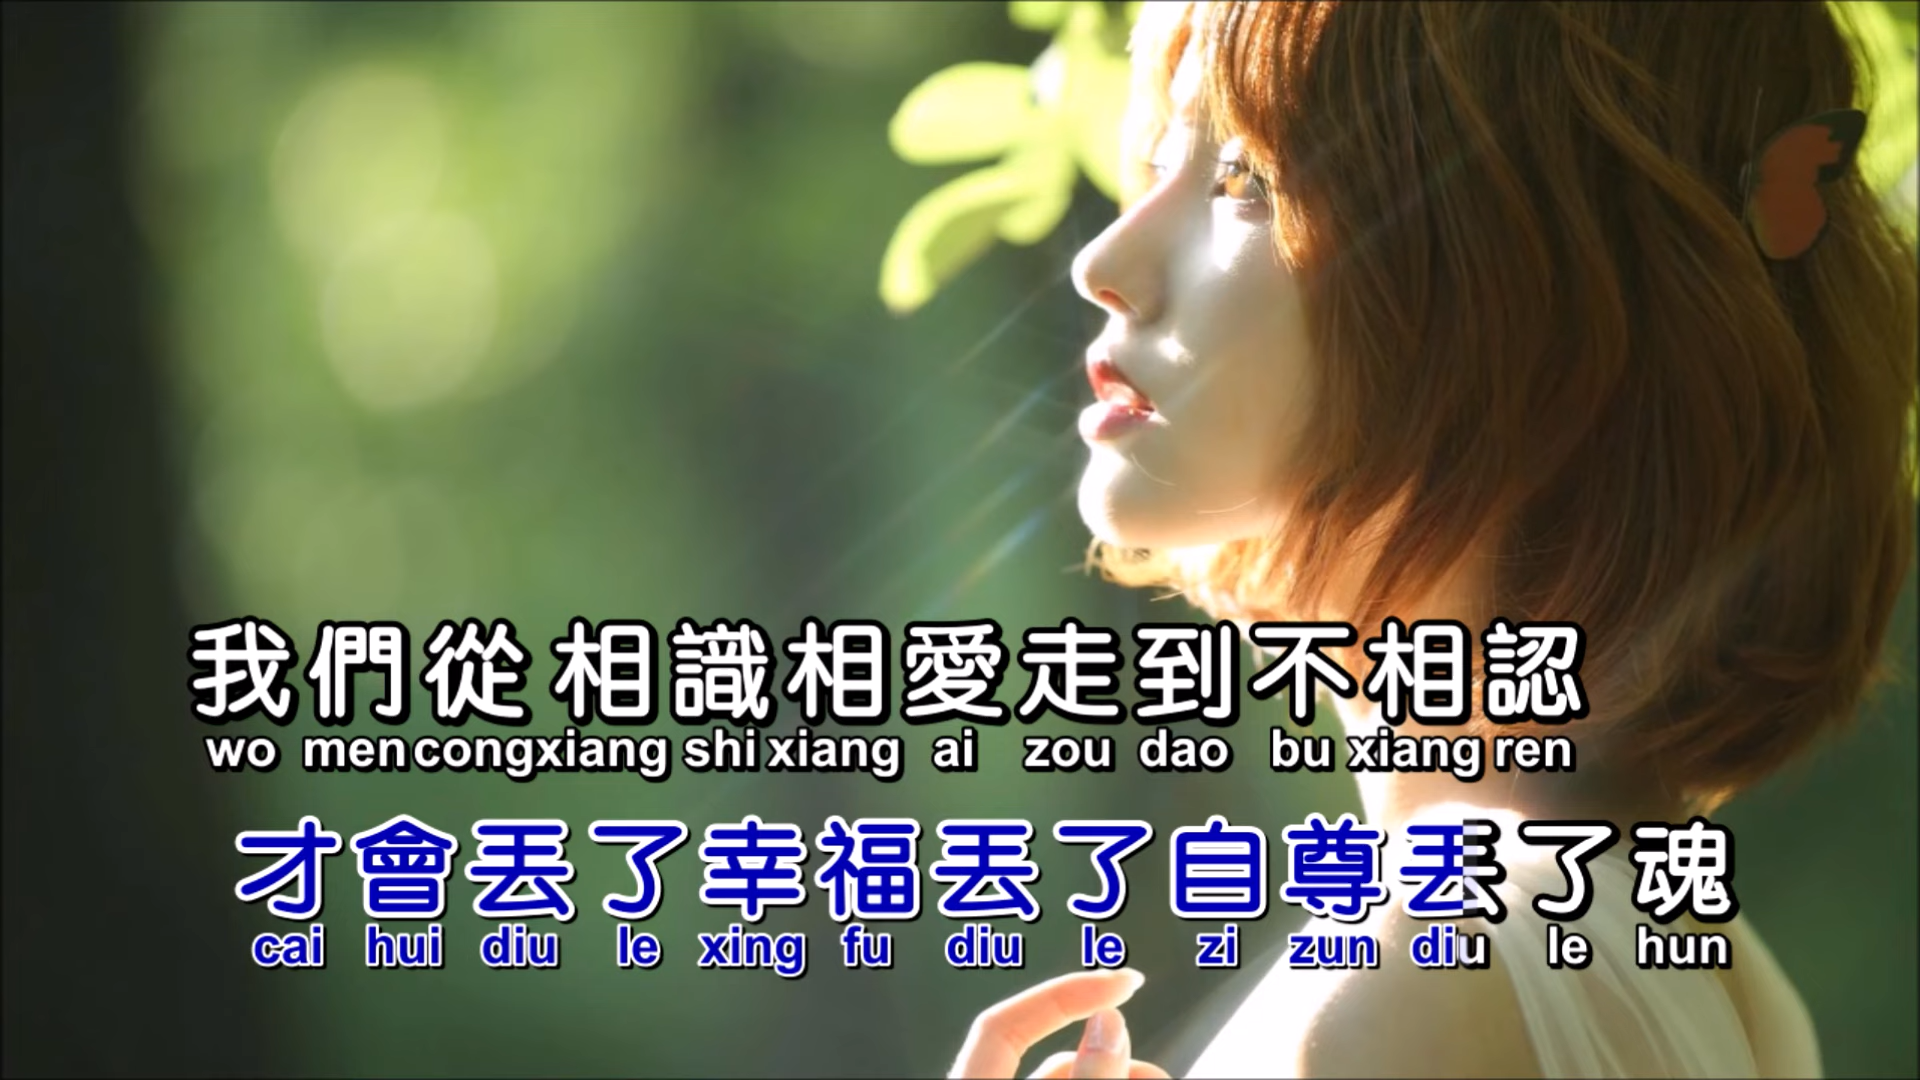 我們從相識相愛走到不相認
wo men cong xiang shi xiang ai zou dao bu xiang ren
才會丟了幸福丟了自尊丟了魂
cai hui diu le xing fu diu le zi zun diu le hun